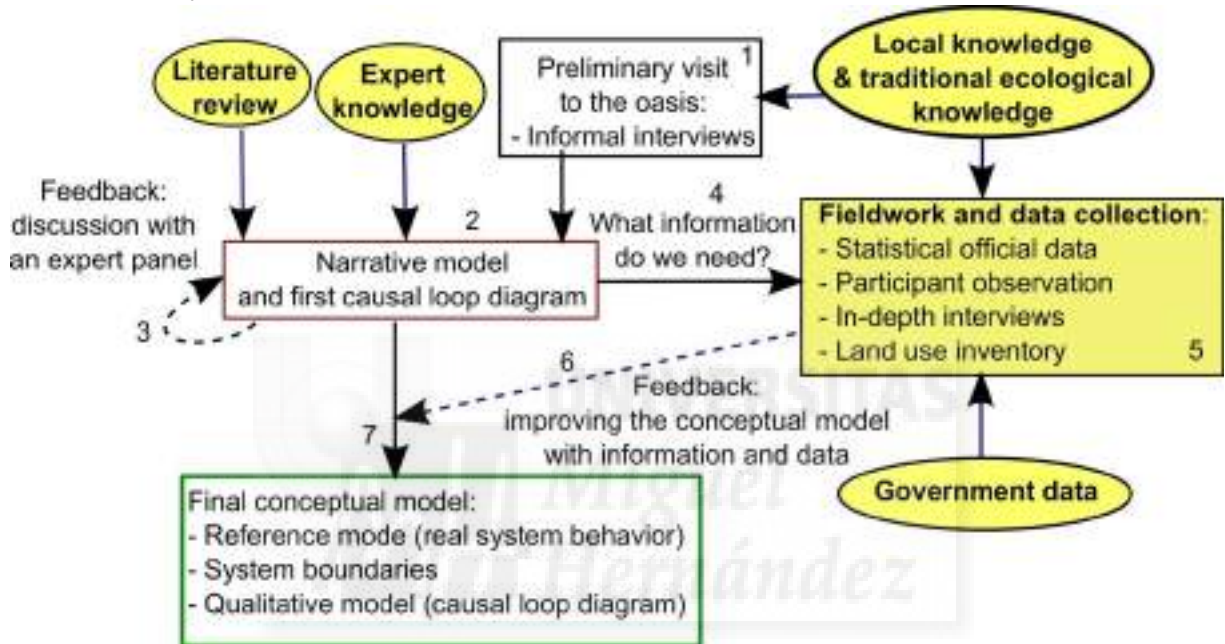 Literature
review
Expert
knowledge
1
Preliminary visit
to the oasis:
- Informal interviews
Local knowledge
& traditional ecological
knowledge
Feedback:
discussion with
an expert panel
3
2
Narrative model
and first causal loop diagram
4
What information
do we need?
Fieldwork and data collection:
- Statistical official data
- Participant observation
- In-depth interviews
- Land use inventory
5
6
Feedback:
improving the conceptual model
with information and data
7
Government data
Final conceptual model:
- Reference mode (real system behavior)
- System boundaries
- Qualitative model (causal loop diagram)
UNIVERSITAS
Miguel
Hernández